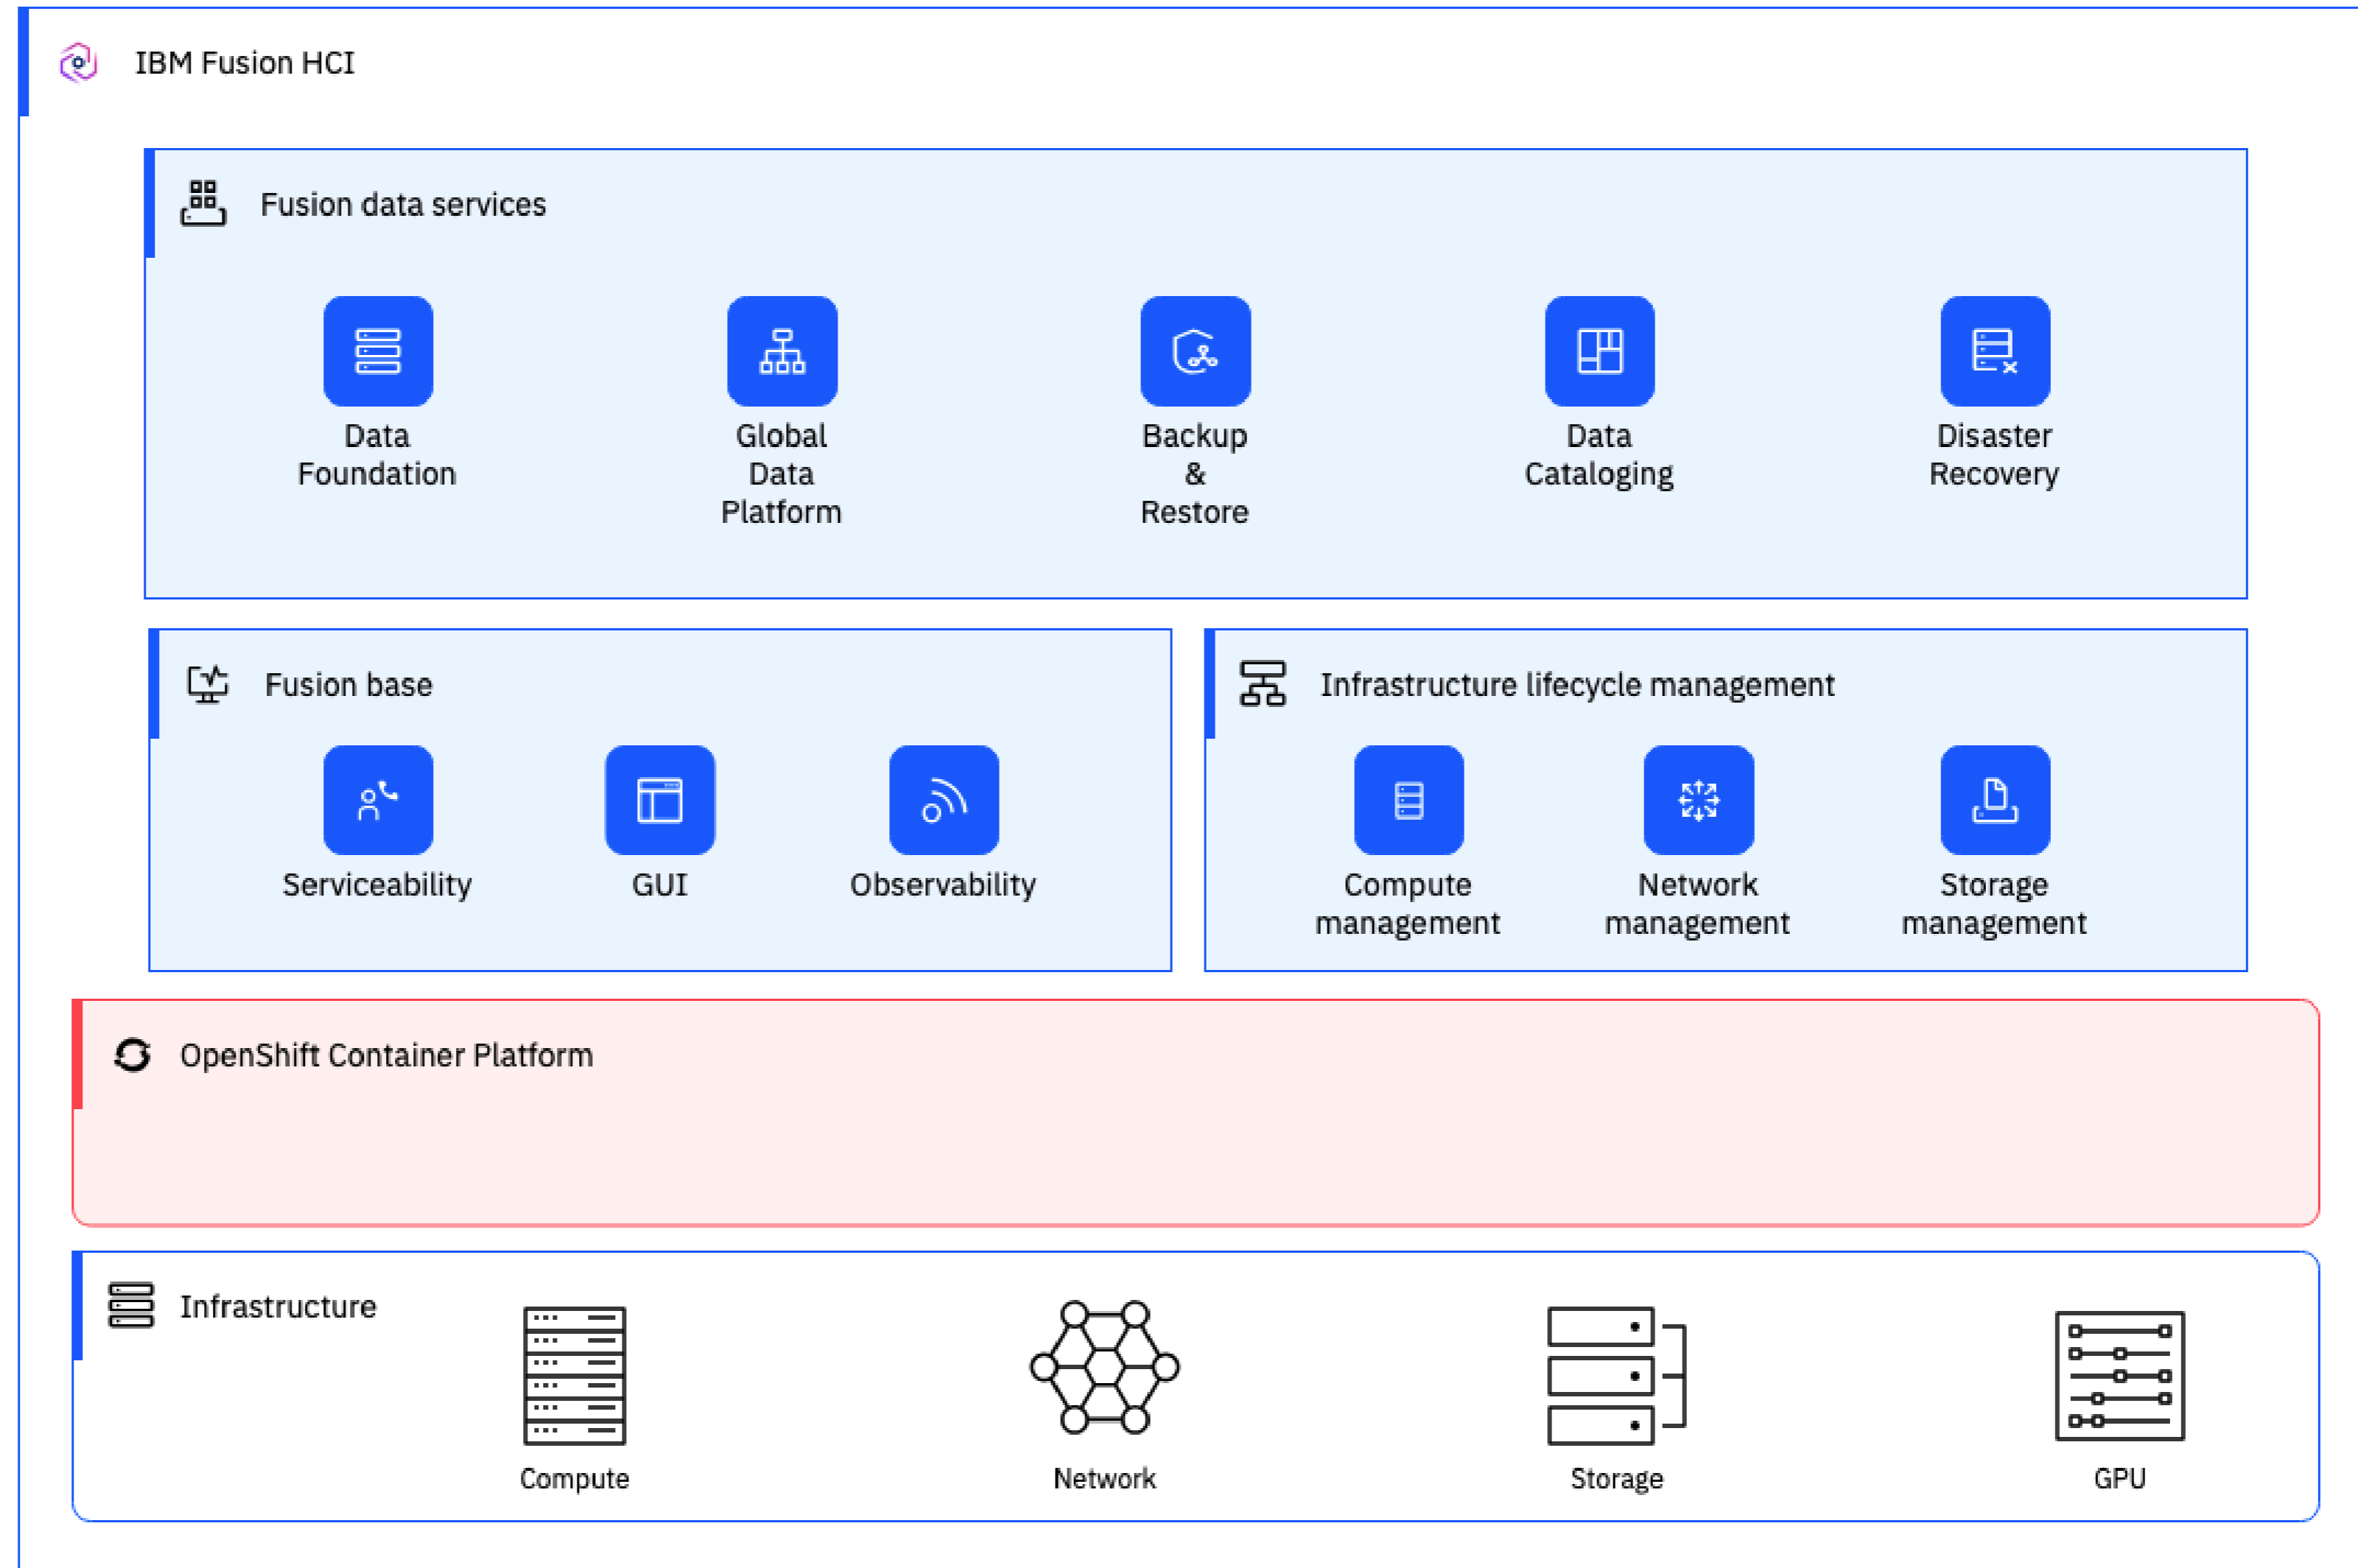 IBM Fusion HCI
Fusion data services
Data
Foundation
Global
Data
Platform
Backup
&
Restore
Data
Cataloging
Disaster
Recovery
Fusion base
Serviceability
GUI
Observability
Infrastructure lifecycle management
Compute
management
Network
management
Storage
management
OpenShift Container Platform
Infrastructure
Compute
Network
Storage
GPU